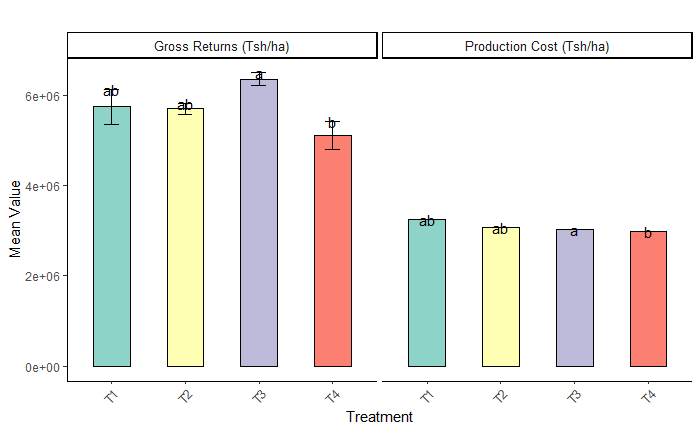 Gross Returns (Tsh/ha)
Production Cost (Tsh/ha)
Mean Value
6e+06
4e+06
2e+06
0e+00
ab
ab
a
b
ab
ab
a
b
T1
T2
T3
T4
T1
T2
T3
T4
Treatment